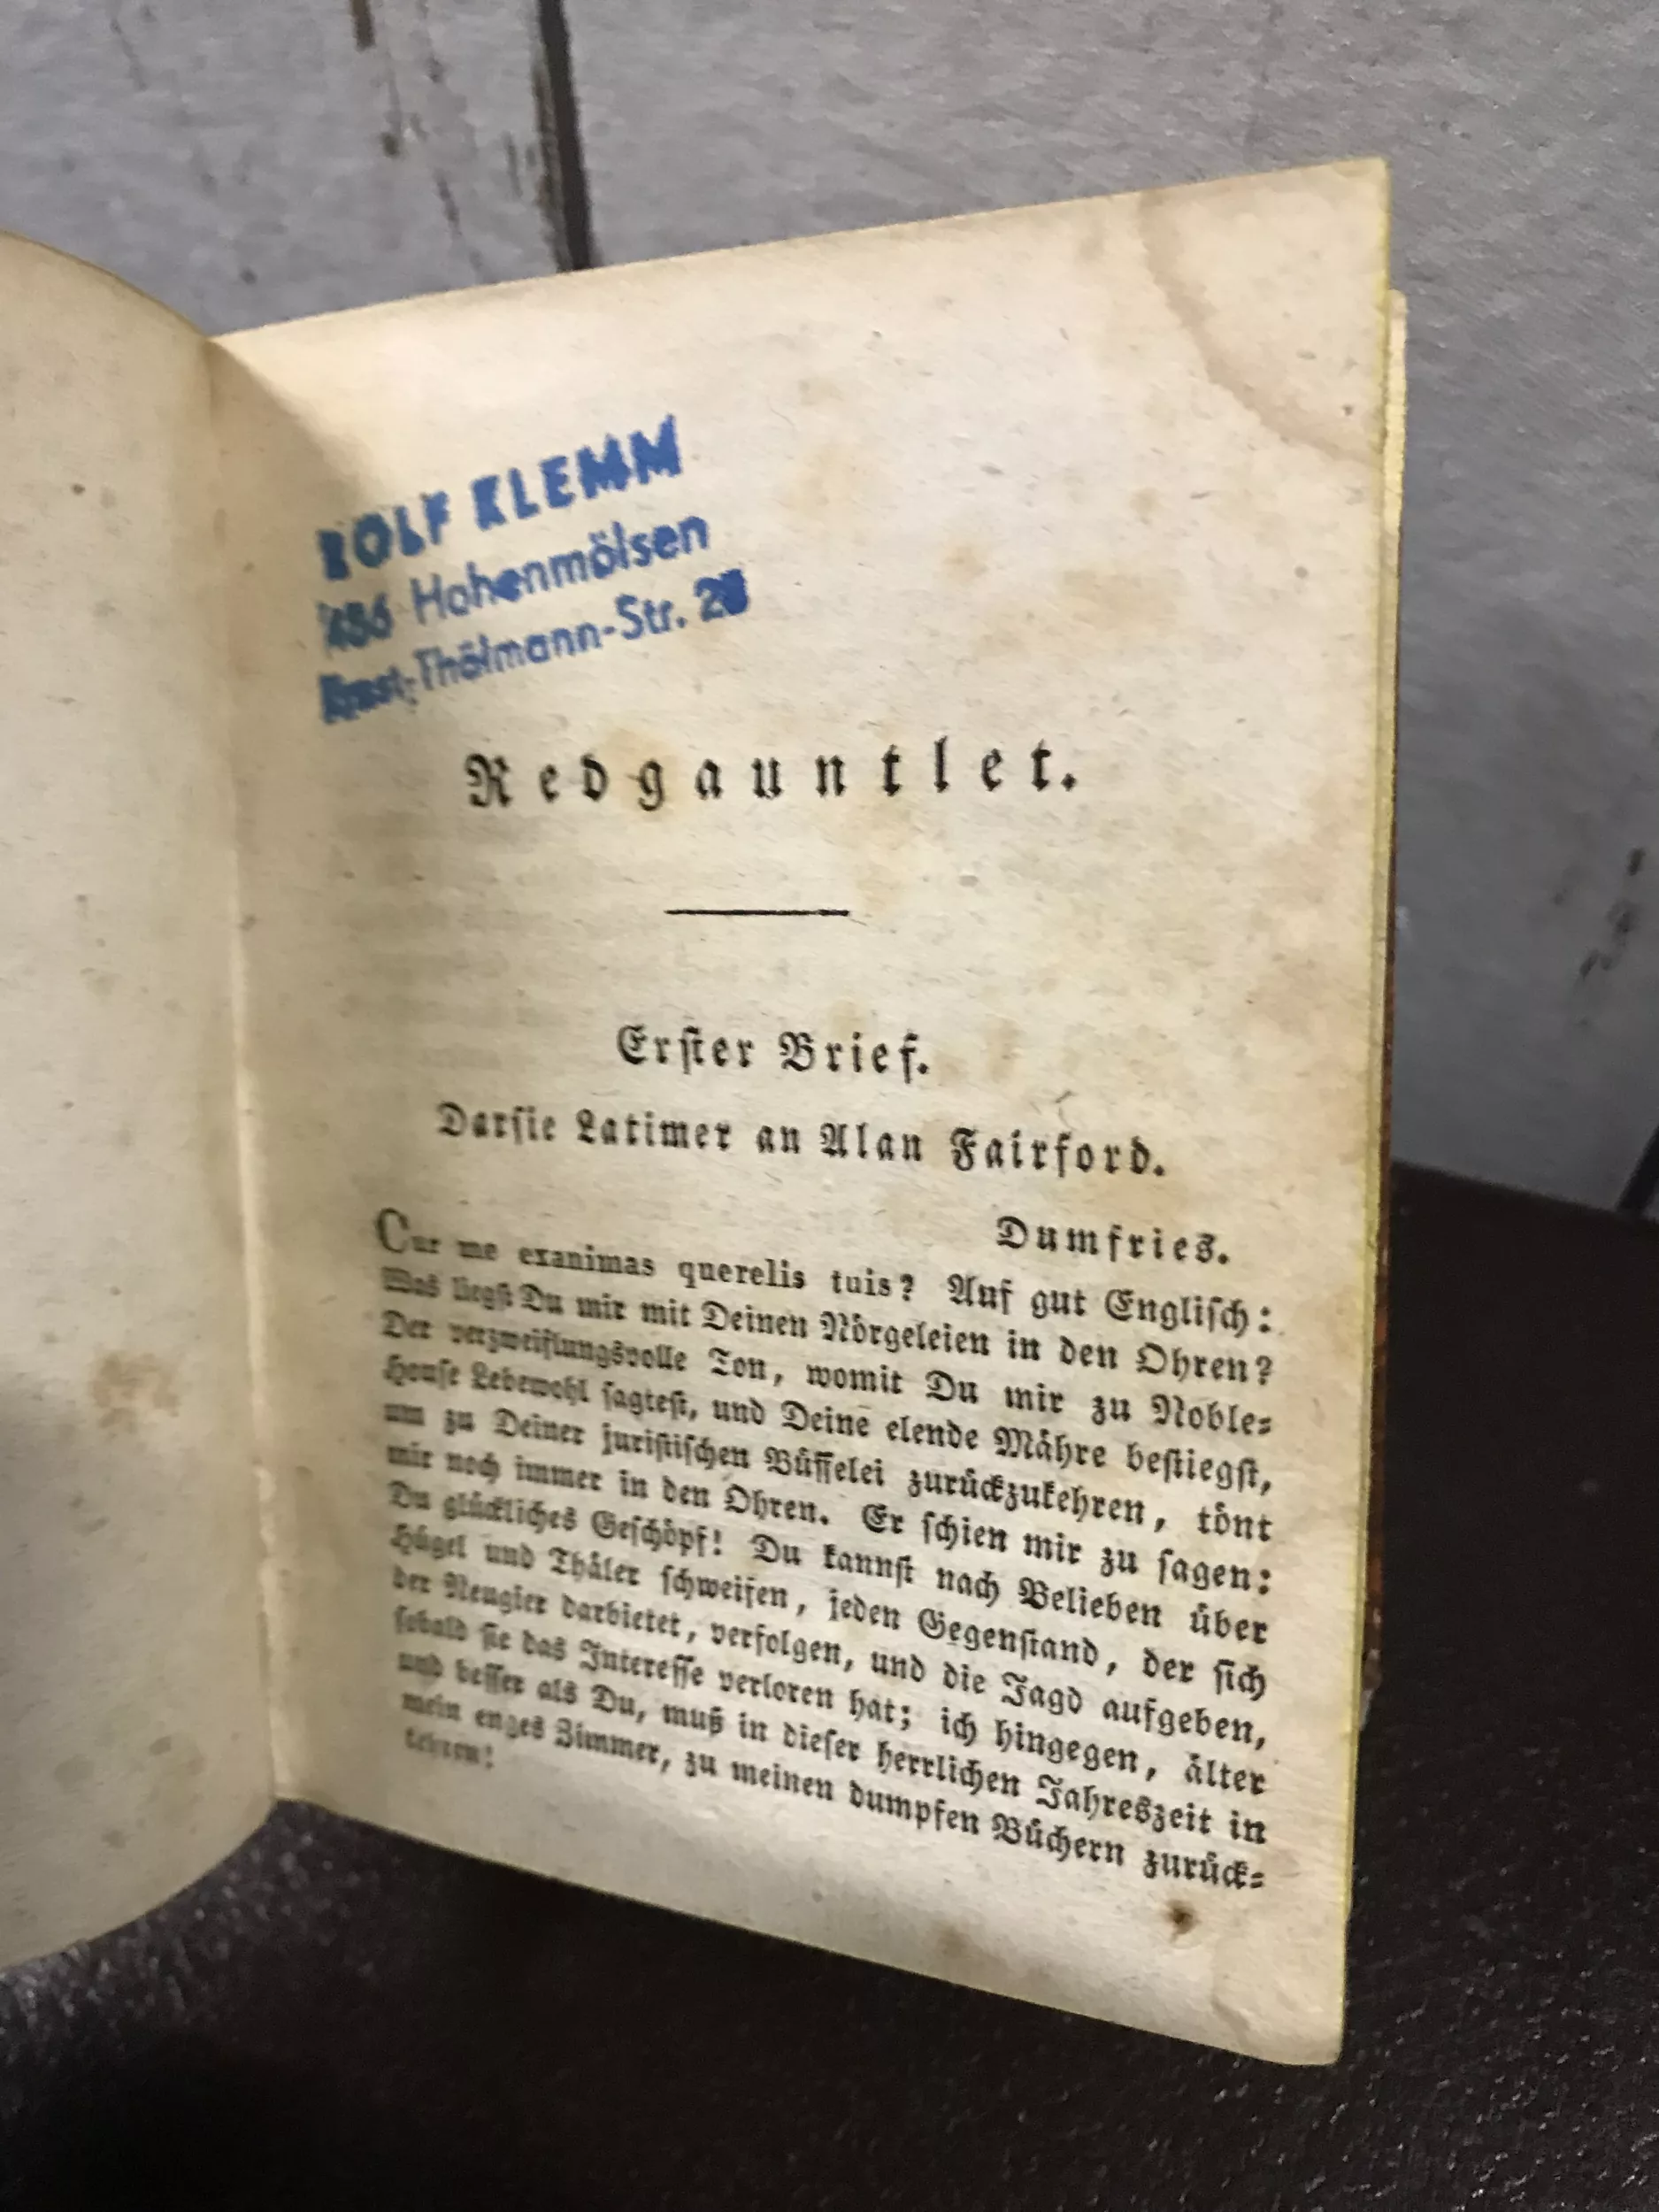 ROLF KLEMM
486 Hohenmölsen
Ernst-Thälmann-Str.
Redgauntlet.
Erster Brief.
Darsie Latimer an Alan Fairford.
Dumfries.
Cur me exanimas querelis tuis? Auf gut Englisch:
Was liegst Du mir mit Deinen Nörgeleien in den Ohren?
Der verzweiflungsvolle Ton, womit Du mir zu Noble-
House Lebewohl sagtest, und Deine elende Mähre bestiegst,
um zu Deiner juristischen Büffelei zurückzukehren, tönt
mir noch immer in den Ohren. Er schien mir zu sagen:
Du glückliches Geschöpf! Du kannst nach Belieben über
Hügel und Thäler schweifen, jeden Gegenstand, der sich
der Neugier darbietet, verfolgen, und die Jagd aufgeben,
sobald sie das Interesse verloren hat; ich hingegen, älter
und besser als Du, muß in dieser herrlichen Jahreszeit in
mein enges Zimmer, zu meinen dumpfen Büchern zurück-
kehren!